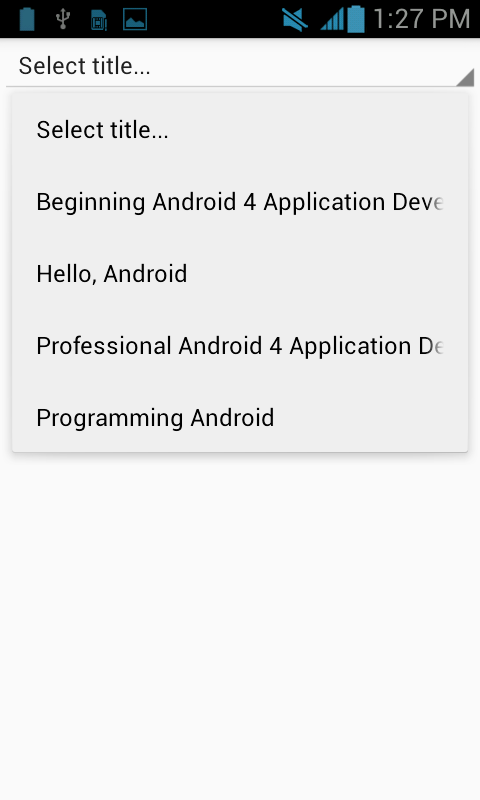 1:27 PM
Select title...
Select title...
Beginning Android 4 Application Deve
Hello, Android
Professional Android 4 Application De
Programming Android